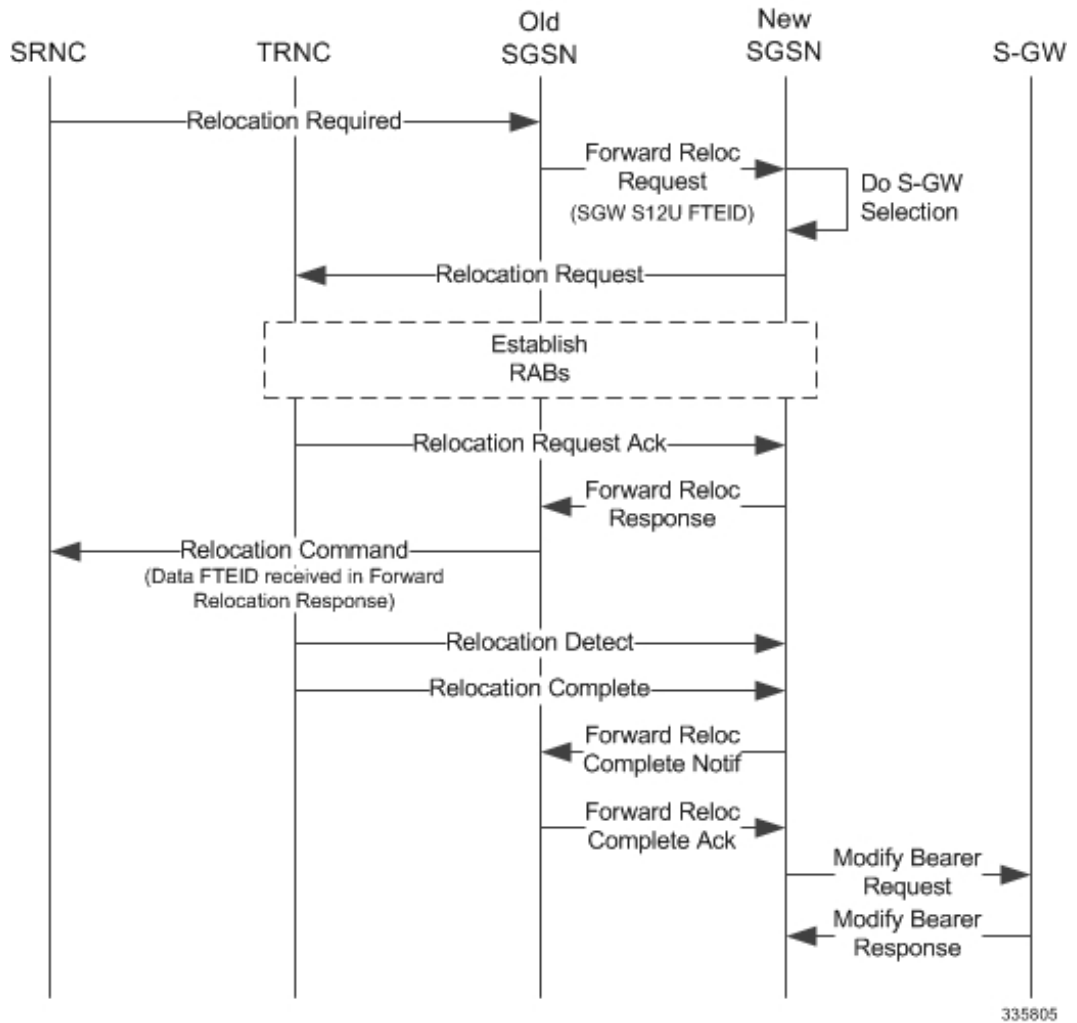 Old
New
SRNC
TRNC
SGSN
SGSN
S-GW
Relocation Required
Forward Reloc
Request
(SGW S12U FTEID)
Do S-GW
Selection
Relocation Request
Establish
RABs
Relocation Request Ack
Forward Reloc
Response
Relocation Command
(Data FTEID received in Forward
Relocation Response)
Relocation Detect
Relocation Complete
Forward Reloc
Complete Notif
Forward Reloc
Complete Ack
Modify Bearer
Request
Modify Bearer
Response
335805